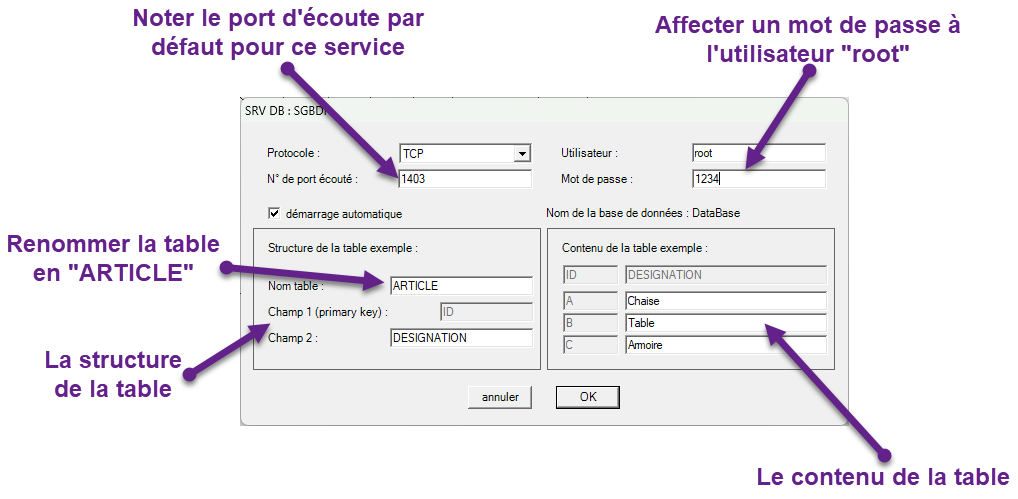 Noter le port d'écoute par
défaut pour ce service
Affecter un mot de passe à
l'utilisateur "root"
SRV DB : SGBD
Protocole : TCP
Utilisateur : root
N° de port écouté : 1403
Mot de passe : 1234
démarrage automatique
Nom de la base de données : DataBase
Renommer la table
en "ARTICLE"
Structure de la table exemple :
Nom table : ARTICLE
Champ 1 (primary key) : ID
Champ 2 : DESIGNATION
Contenu de la table exemple :
ID DESIGNATION
A Chaise
B Table
C Armoire
La structure
de la table
annuler
OK
Le contenu de la table